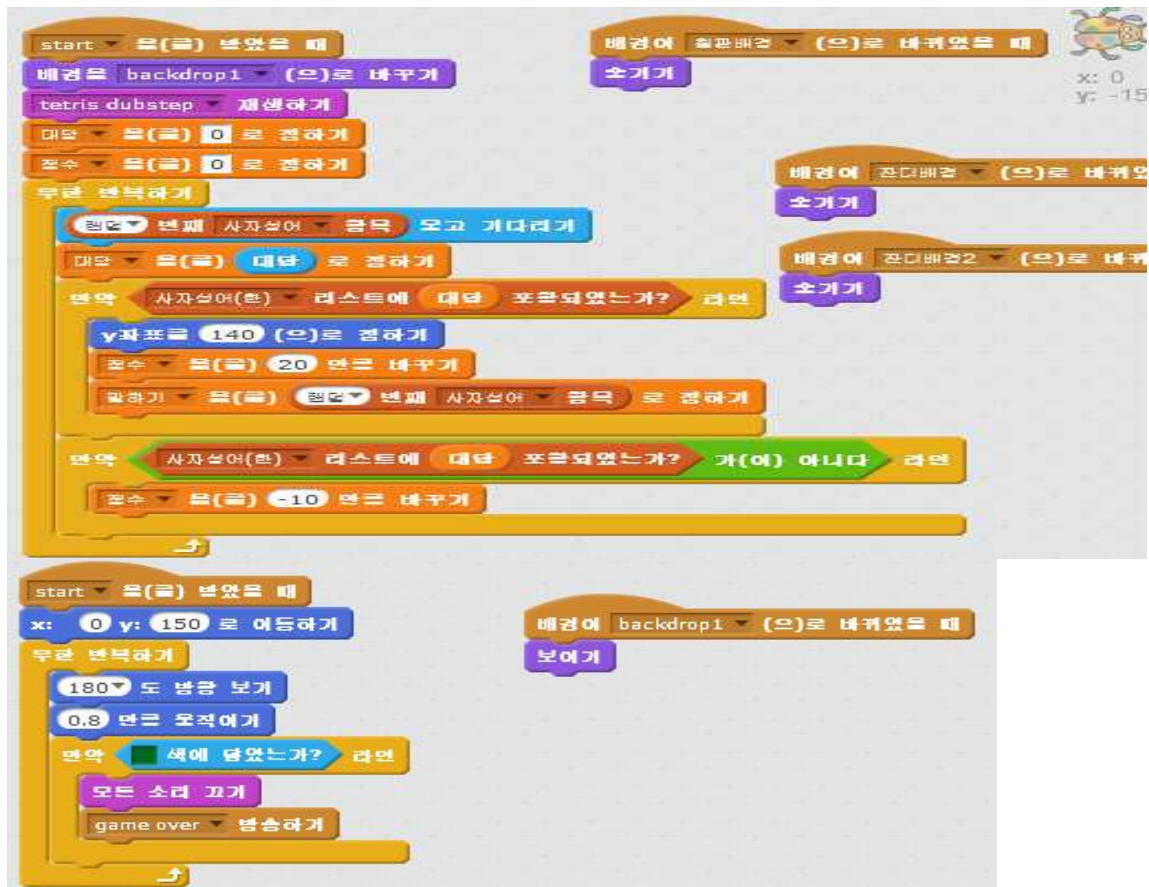 start 을(를) 받았을 때
배경을 backdrop1 (으)로 바꾸기
tetris dubstep 재생하기
대답 을(를) 0 로 정하기
점수 을(를) 0 로 정하기
무한 반복하기
랜덤 번째 사자성어 항목 묻고 기다리기
대답 을(를) 대답 로 정하기
만약 사자성어(한) 리스트에 대답 포함되었는가? 라면
y좌표를 140 (으)로 정하기
점수 을(를) 20 만큼 바꾸기
말하기 을(를) 랜덤 번째 사자성어 항목 로 정하기
만약 사자성어(한) 리스트에 대답 포함되었는가? 가(이) 아니다 라면
점수 을(를) -10 만큼 바꾸기
배경이 칠판배경 (으)로 바뀌었을 때
숨기기
x: 0
y: -15
배경이 잔디배경 (으)로 바뀌었
숨기기
배경이 잔디배경2 (으)로 바뀌
숨기기
start 을(를) 받았을 때
x: 0 y: 150 로 이동하기
무한 반복하기
180 도 방향 보기
0.8 만큼 움직이기
만약 색에 닿았는가? 라면
모든 소리 끄기
game over 방송하기
배경이 backdrop1 (으)로 바뀌었을 때
보이기